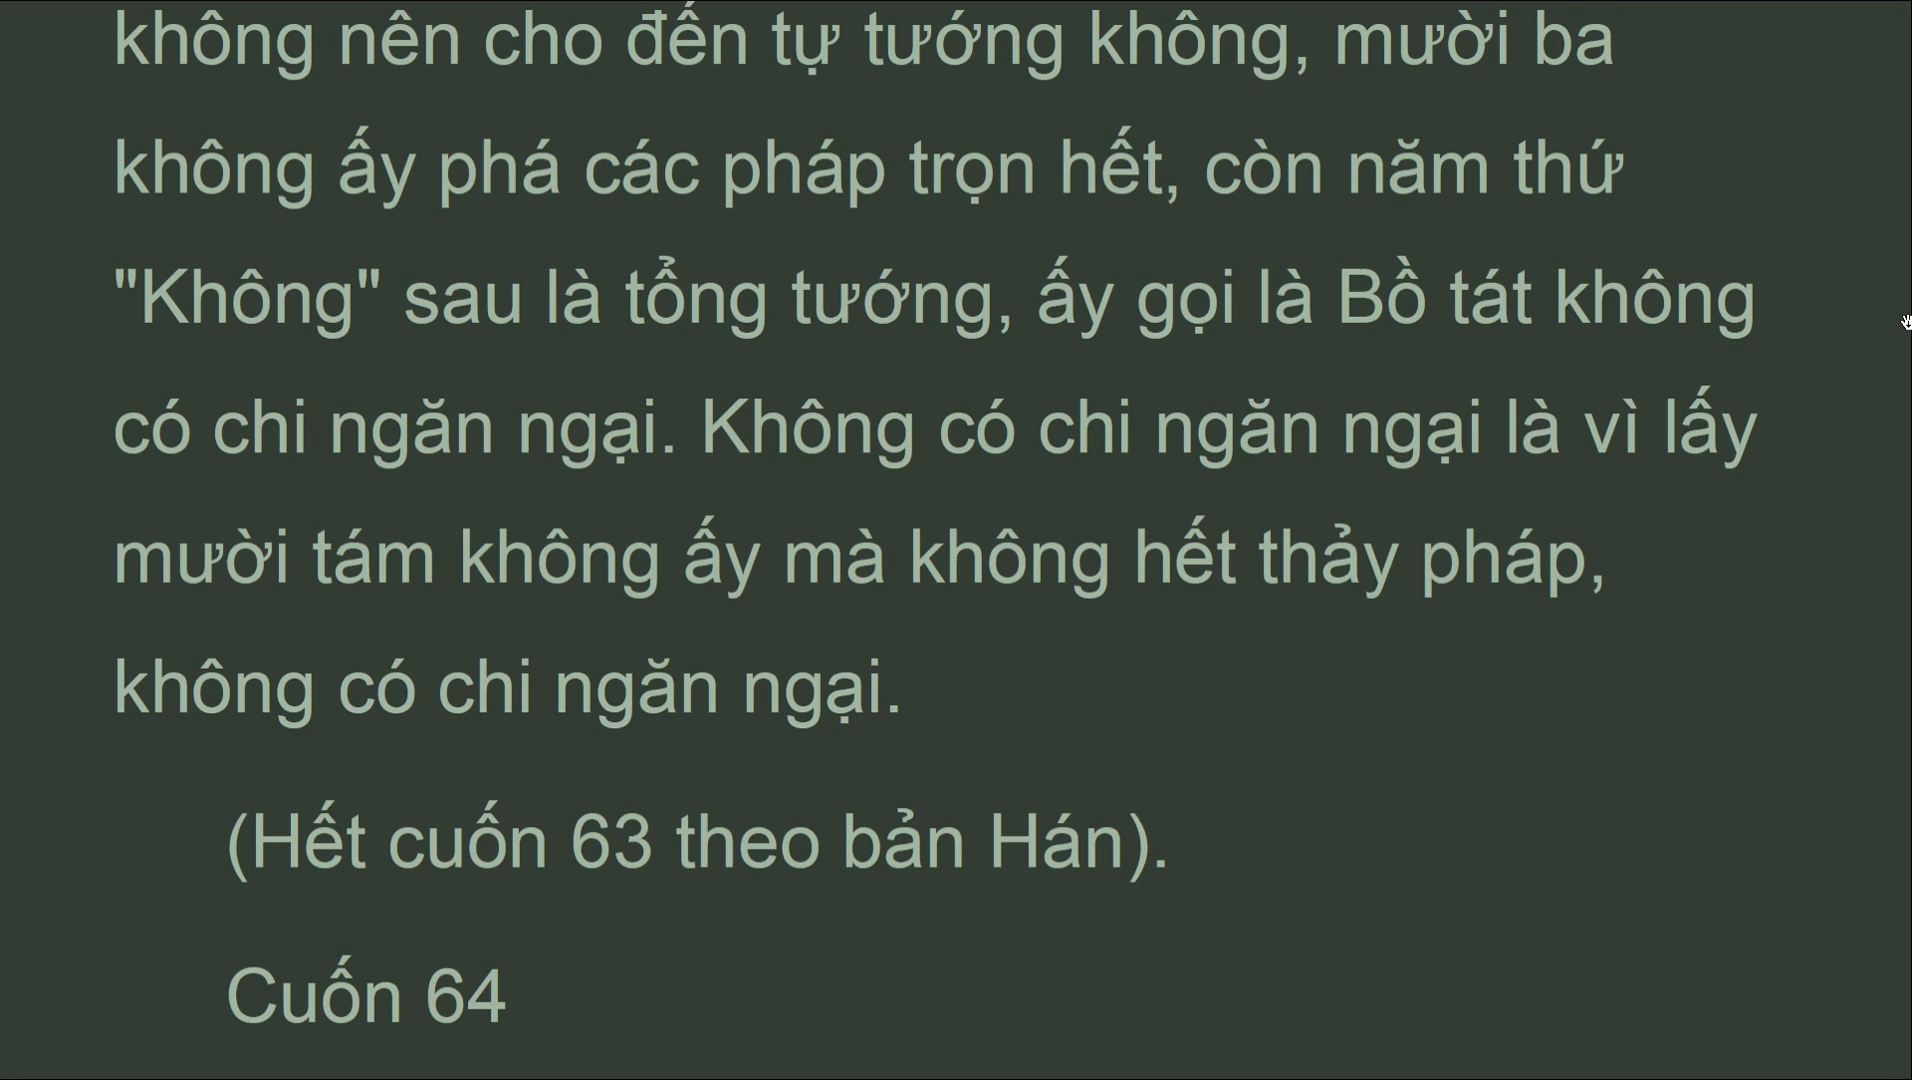 không nên cho đến tự tướng không, mười ba
không ấy phá các pháp trọn hết, còn năm thứ
"Không" sau là tổng tướng, ấy gọi là Bồ tát không
có chi ngăn ngại. Không có chi ngăn ngại là vì lấy
mười tám không ấy mà không hết thảy pháp,
không có chi ngăn ngại.
(Hết cuốn 63 theo bản Hán).
Cuốn 64